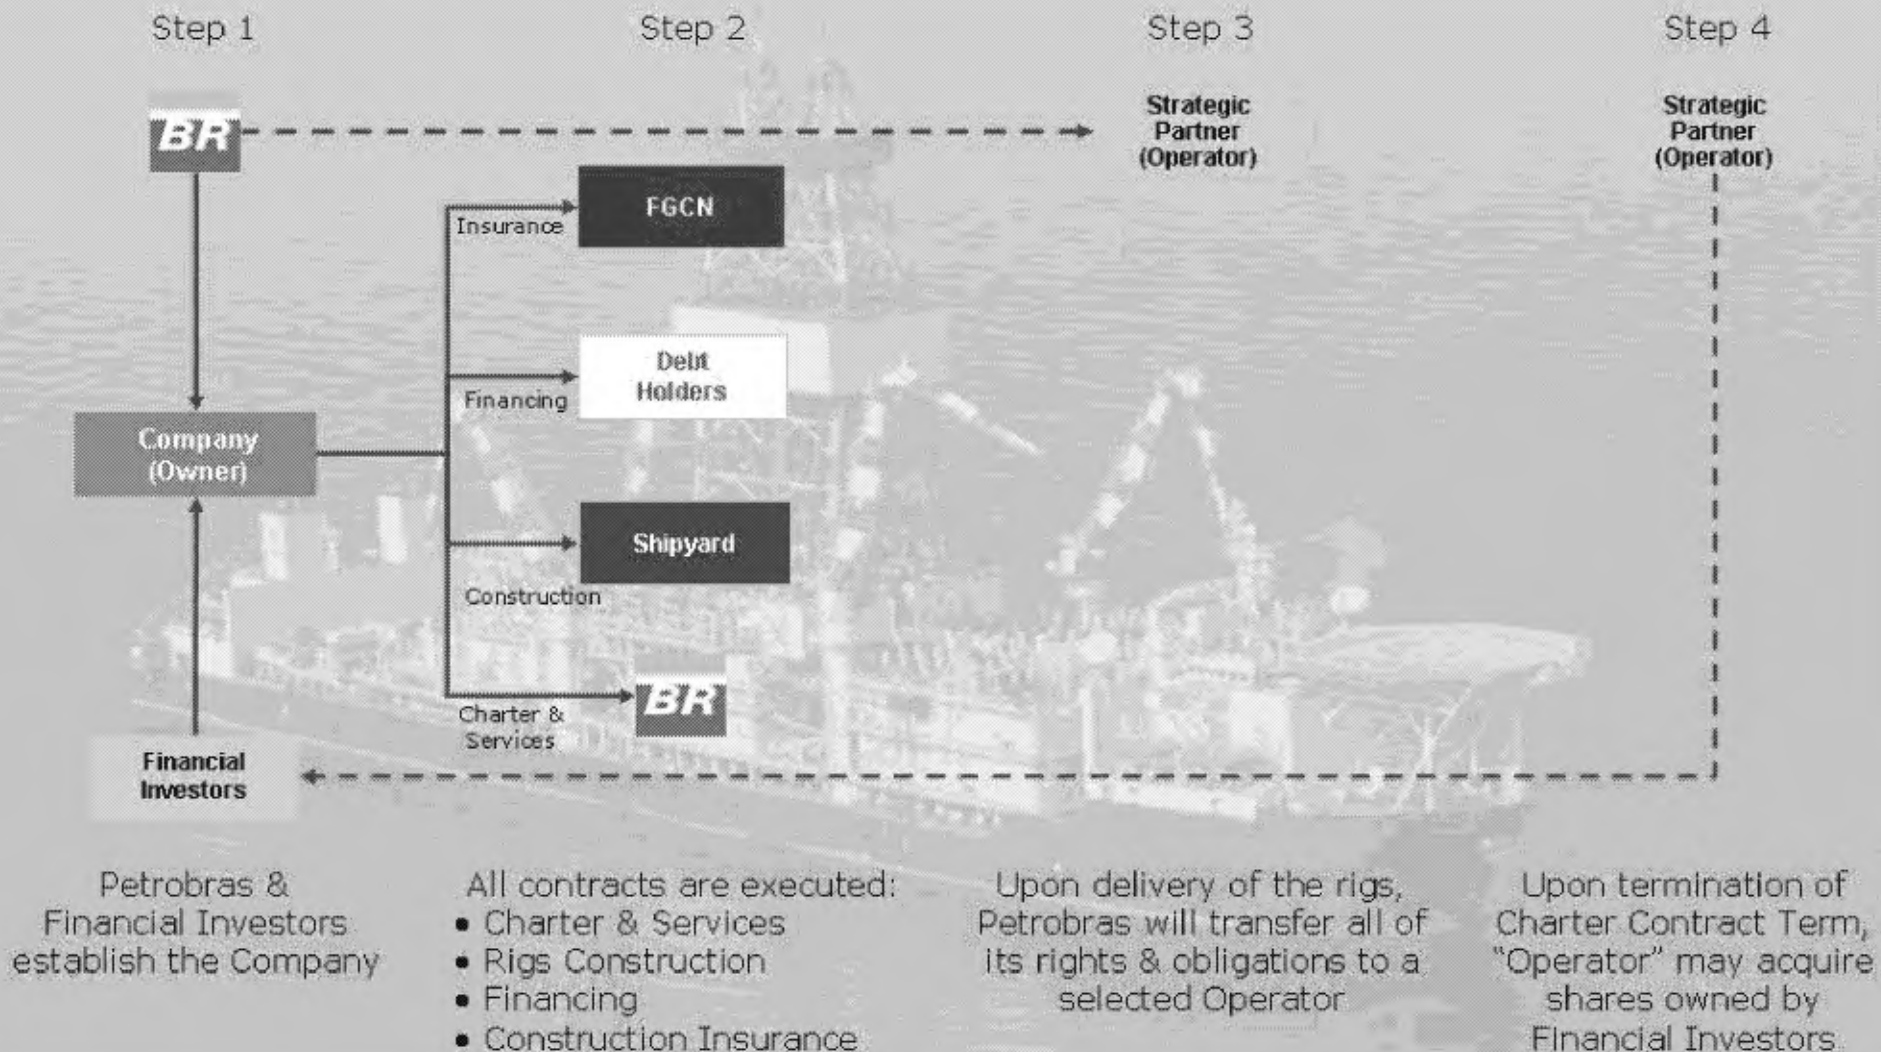 Step 1
Step 2
Step 3
Step 4
BR
Strategic
Partner
(Operator)
Strategic
Partner
(Operator)
FGCN
Insurance
Debt
Holders
Financing
Company
(Owner)
Shipyard
Construction
BR
Charter &
Services
Financial
Investors
Petrobras &
Financial Investors
establish the Company
All contracts are executed:
• Charter & Services
• Rigs Construction
• Financing
• Construction Insurance
Upon delivery of the rigs,
Petrobras will transfer all of
its rights & obligations to a
selected Operator
Upon termination of
Charter Contract Term,
"Operator" may acquire
shares owned by
Financial Investors